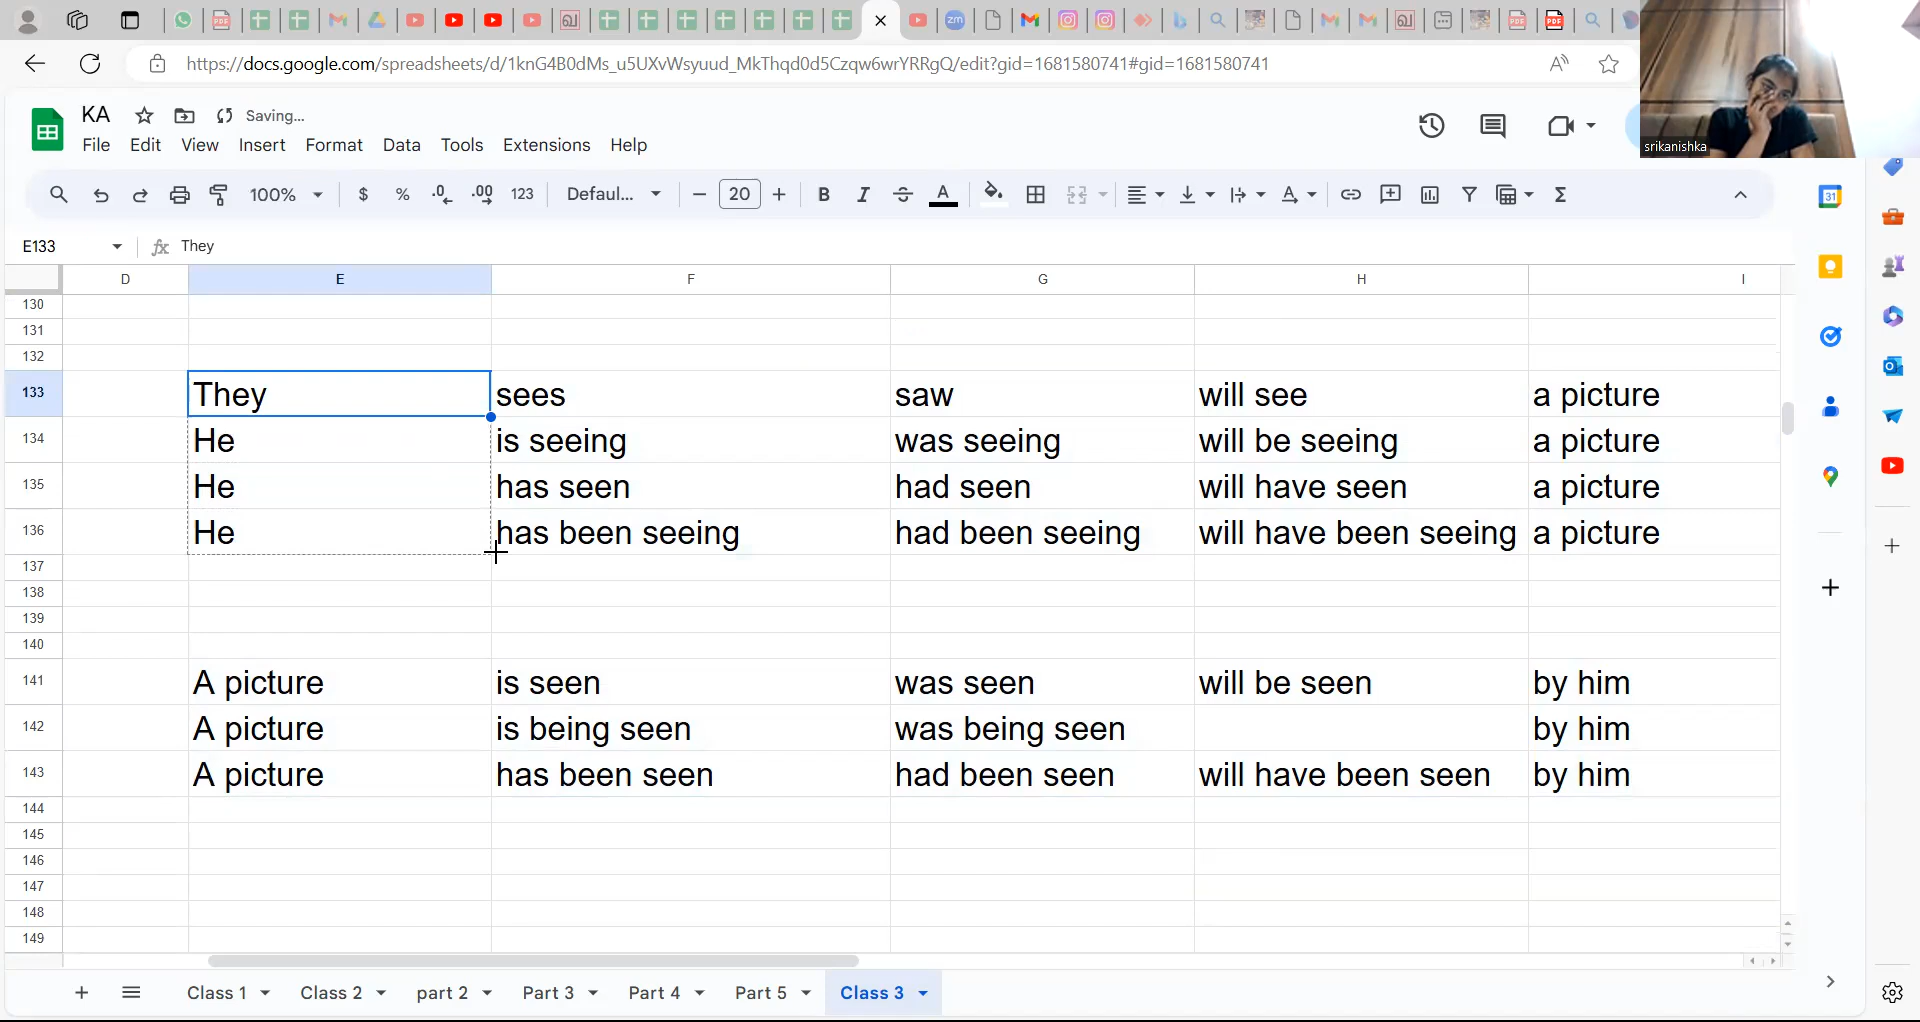 https://docs.google.com/spreadsheets/d/1knG4B0dMs_u5UXvWsyuud_MkThqd0d5Czqw6wrYRRgQ/edit?gid=1681580741#gid=1681580741
srikanishka
KA Saving...
File Edit View Insert Format Data Tools Extensions Help
100% $ % .0 .00 123 Defaul... 20 B I A
E133 fx They
D E F G H I
130
131
132
133 They sees saw will see a picture
134 He is seeing was seeing will be seeing a picture
135 He has seen had seen will have seen a picture
136 He has been seeing had been seeing will have been seeing a picture
137
138
139
140
141 A picture is seen was seen will be seen by him
142 A picture is being seen was being seen by him
143 A picture has been seen had been seen will have been seen by him
144
145
146
147
148
149
Class 1 Class 2 part 2 Part 3 Part 4 Part 5 Class 3